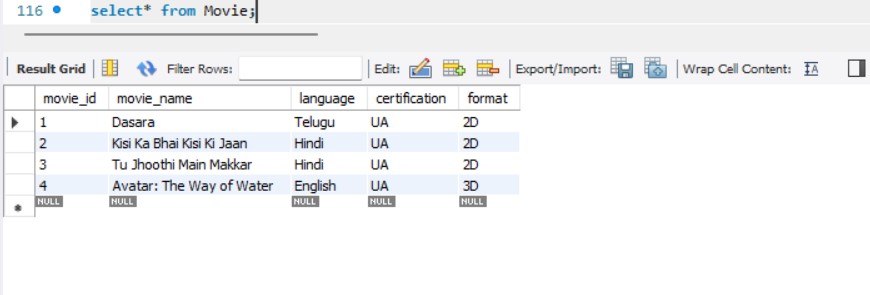 116 select* from Movie;
Result Grid Filter Rows: Edit: Export/Import: Wrap Cell Content: IA
movie_id movie_name language certification format
1 Dasara Telugu UA 2D
2 Kisi Ka Bhai Kisi Ki Jaan Hindi UA 2D
3 Tu Jhoothi Main Makkar Hindi UA 2D
4 Avatar: The Way of Water English UA 3D
NULL NULL NULL NULL NULL